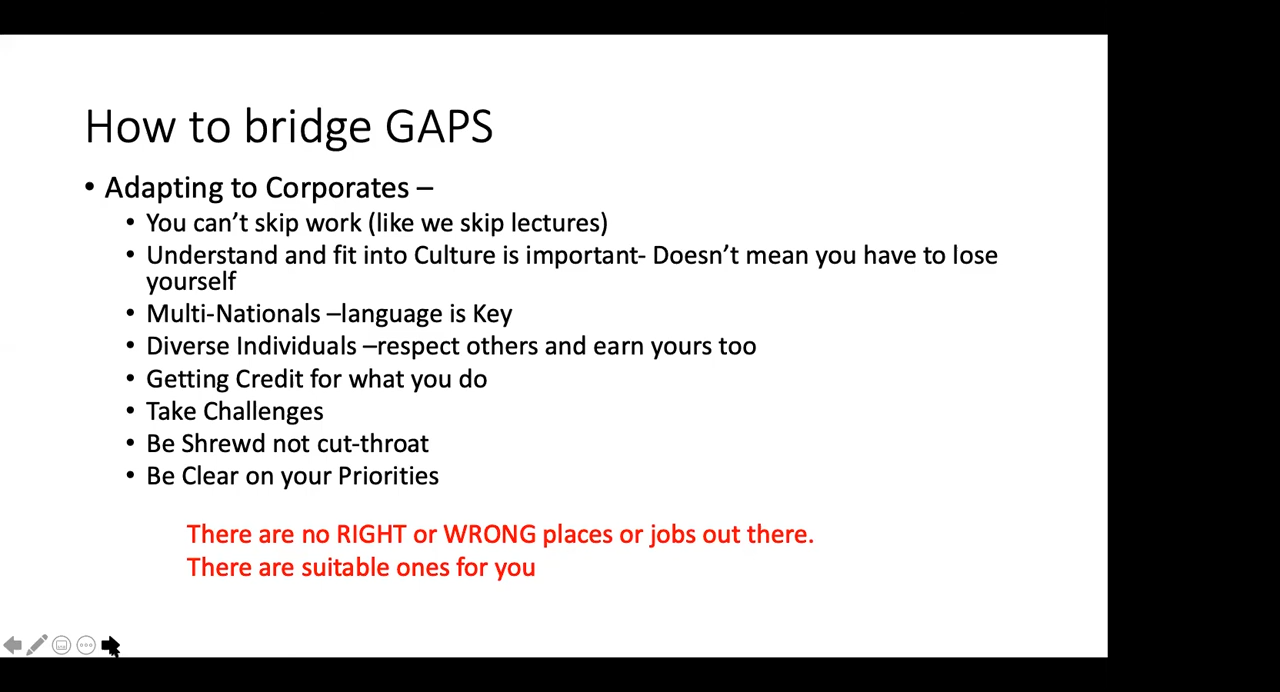 How to bridge GAPS
• Adapting to Corporates –
• You can't skip work (like we skip lectures)
• Understand and fit into Culture is important- Doesn't mean you have to lose
yourself
• Multi-Nationals –language is Key
• Diverse Individuals –respect others and earn yours too
• Getting Credit for what you do
• Take Challenges
• Be Shrewd not cut-throat
• Be Clear on your Priorities
There are no RIGHT or WRONG places or jobs out there.
There are suitable ones for you